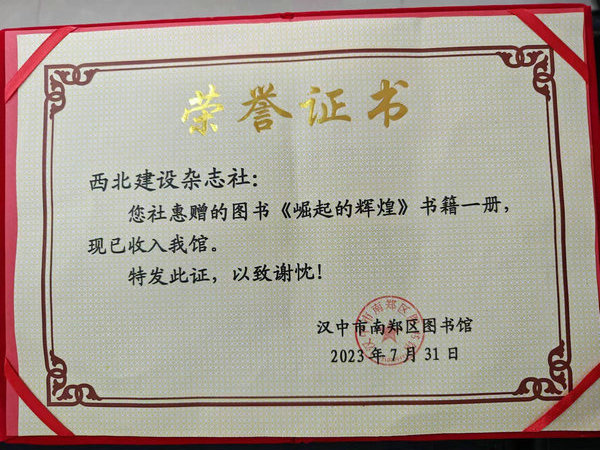 荣誉证书
西北建设杂志社：
您社惠赠的图书《崛起的辉煌》书籍一册，
现已收入我馆。
特发此证，以致谢忱！
汉中市南郑区图书馆
2023年7月31日